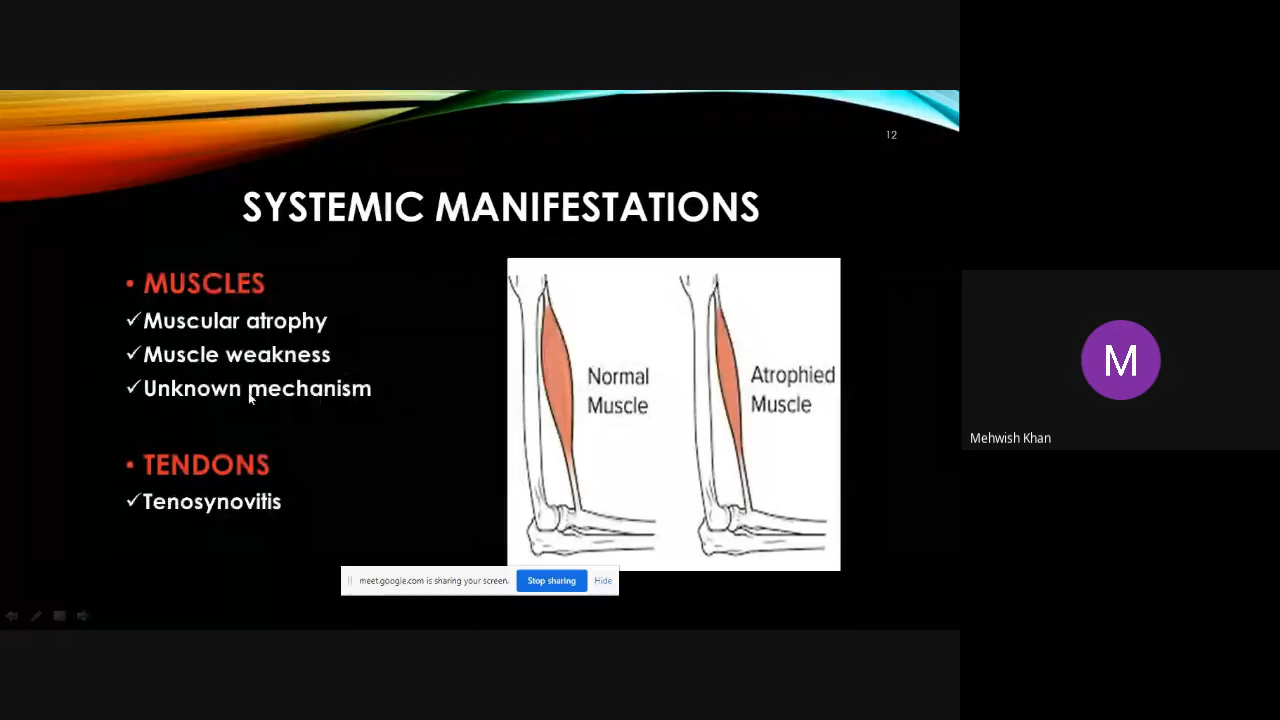 12
SYSTEMIC MANIFESTATIONS
• MUSCLES
✓Muscular atrophy
✓Muscle weakness
✓Unknown mechanism
• TENDONS
✓Tenosynovitis
Normal
Muscle
Atrophied
Muscle
meet.google.com is sharing your screen.
Stop sharing
Hide
M
Mehwish Khan